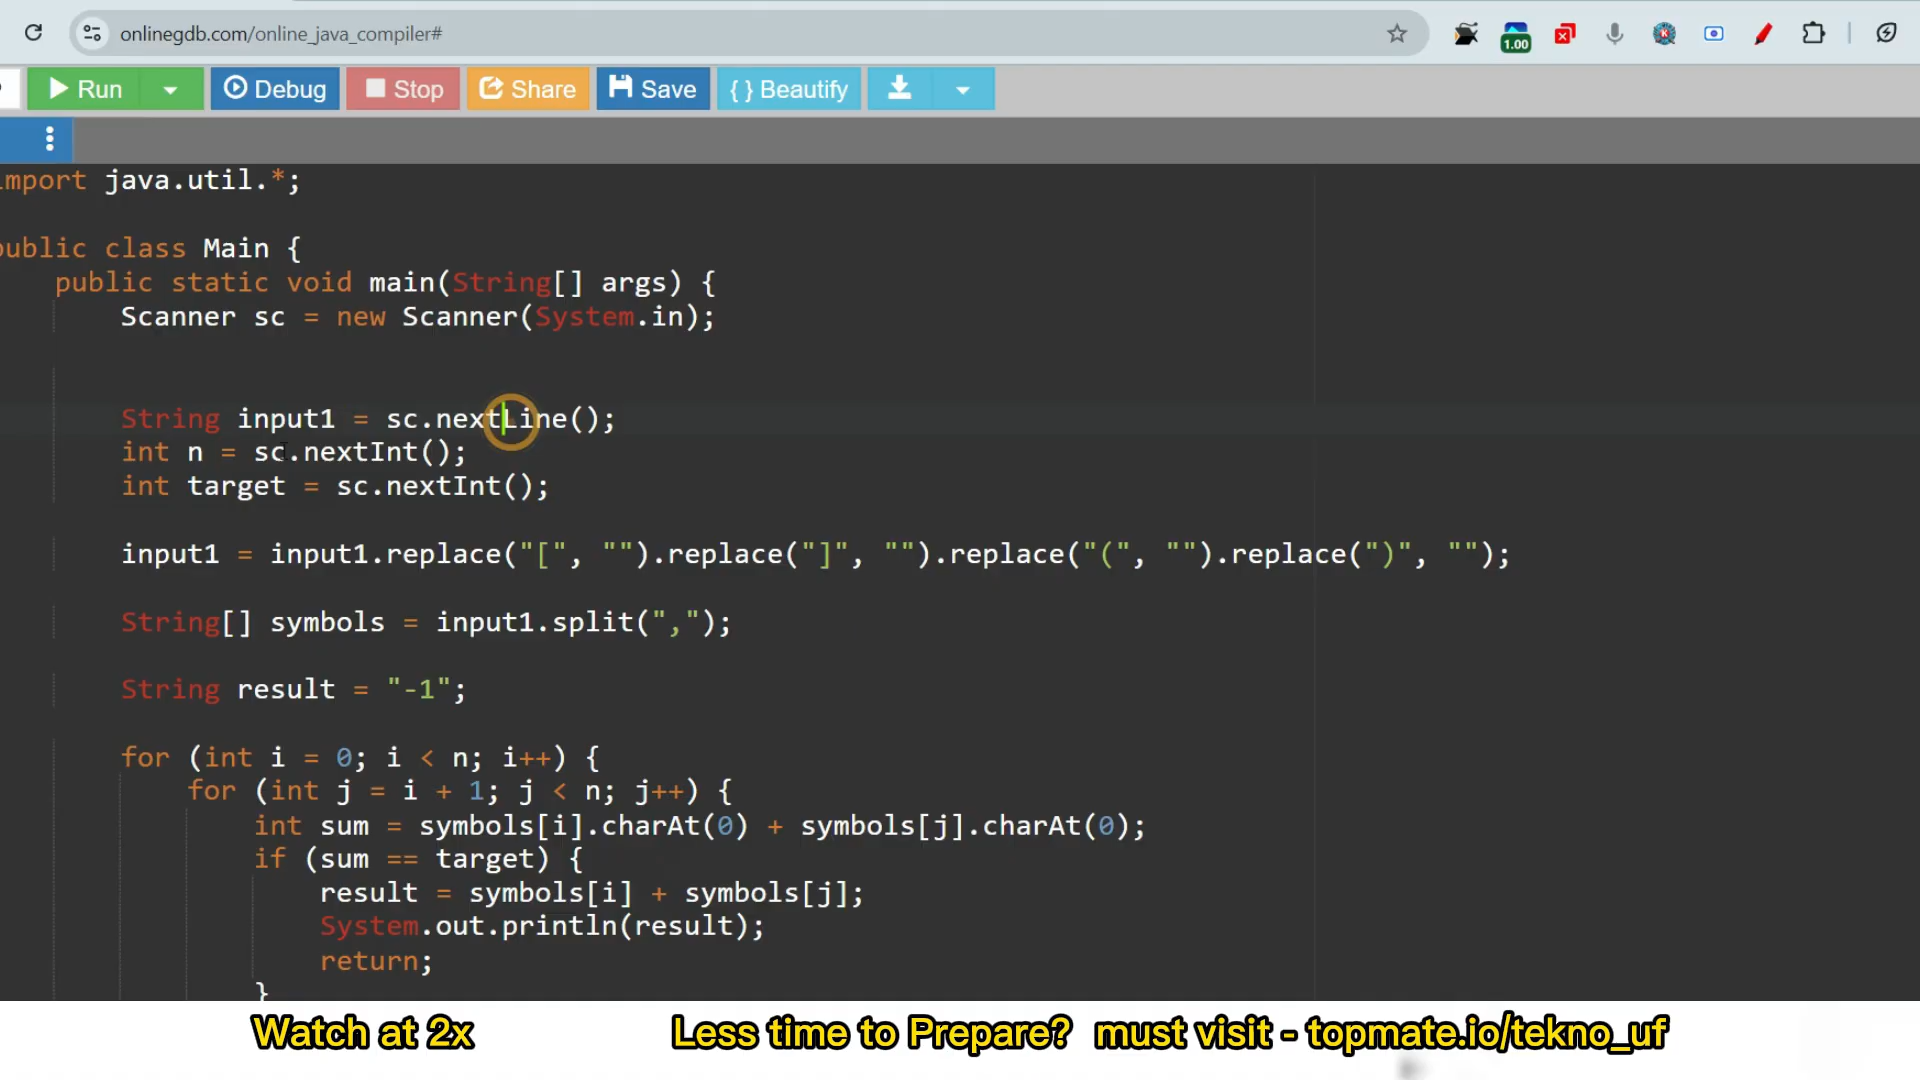 onlinegdb.com/online_java_compiler#
1.00
Run
Debug
Stop
Share
Save
{ } Beautify
import java.util.*;
public class Main {
public static void main(String[] args) {
Scanner sc = new Scanner(System.in);
String input1 = sc.nextLine();
int n = sc.nextInt();
int target = sc.nextInt();
input1 = input1.replace("[", "").replace("]", "").replace("(", "").replace(")", "");
String[] symbols = input1.split(",");
String result = "-1";
for (int i = 0; i < n; i++) {
for (int j = i + 1; j < n; j++) {
int sum = symbols[i].charAt(0) + symbols[j].charAt(0);
if (sum == target) {
result = symbols[i] + symbols[j];
System.out.println(result);
return;
}
Watch at 2x
Less time to Prepare? must visit - topmate.io/tekno_uf